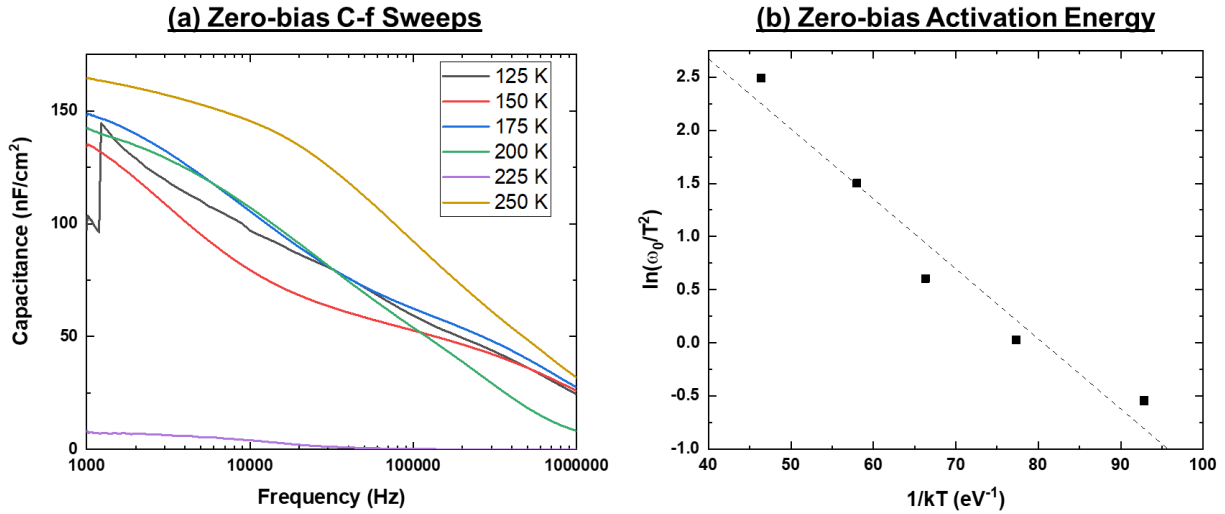 (a) Zero-bias C-f Sweeps
Capacitance (nF/cm²)
150
100
50
0
125 K
150 K
175 K
200 K
225 K
250 K
1000
10000
100000
1000000
Frequency (Hz)
(b) Zero-bias Activation Energy
ln(ω₀/T²)
2.5
2.0
1.5
1.0
0.5
0.0
-0.5
-1.0
40
50
60
70
80
90
100
1/kT (eV⁻¹)